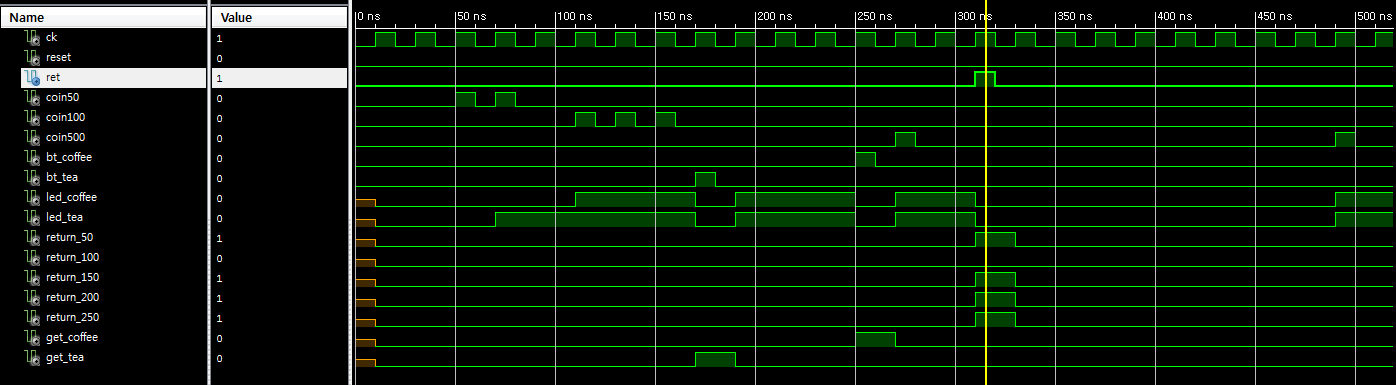 Name Value 0 ns 50 ns 100 ns 150 ns 200 ns 250 ns 300 ns 350 ns 400 ns 450 ns 500 ns
ck 1
reset 0
ret 1
coin50 0
coin100 0
coin500 0
bt_coffee 0
bt_tea 0
led_coffee 0
led_tea 0
return_50 1
return_100 0
return_150 1
return_200 1
return_250 1
get_coffee 0
get_tea 0